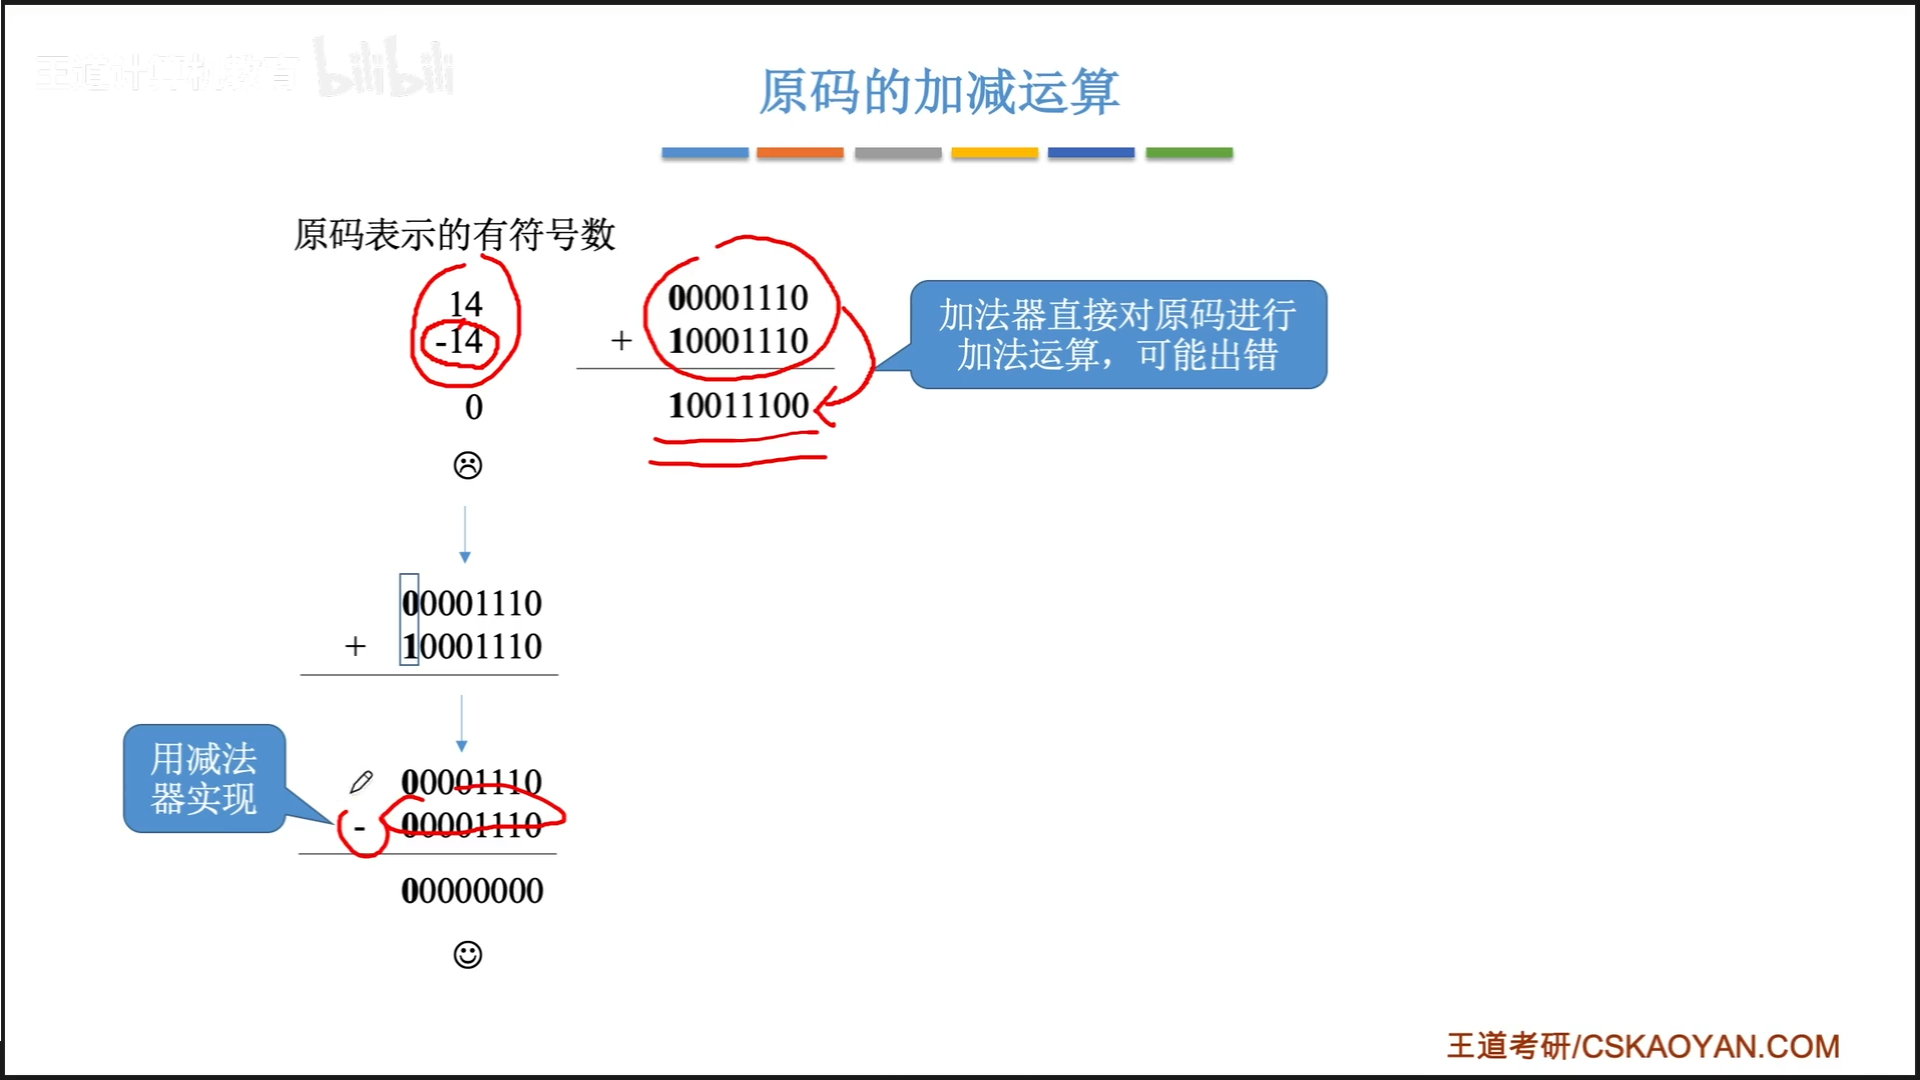 王道计算机教育 bilibili
原码的加减运算
原码表示的有符号数
14
-14
0
00001110
+ 10001110
10011100
加法器直接对原码进行
加法运算，可能出错
00001110
+ 10001110
用减法
器实现
00001110
- 00001110
00000000
王道考研/CSKAOYAN.COM